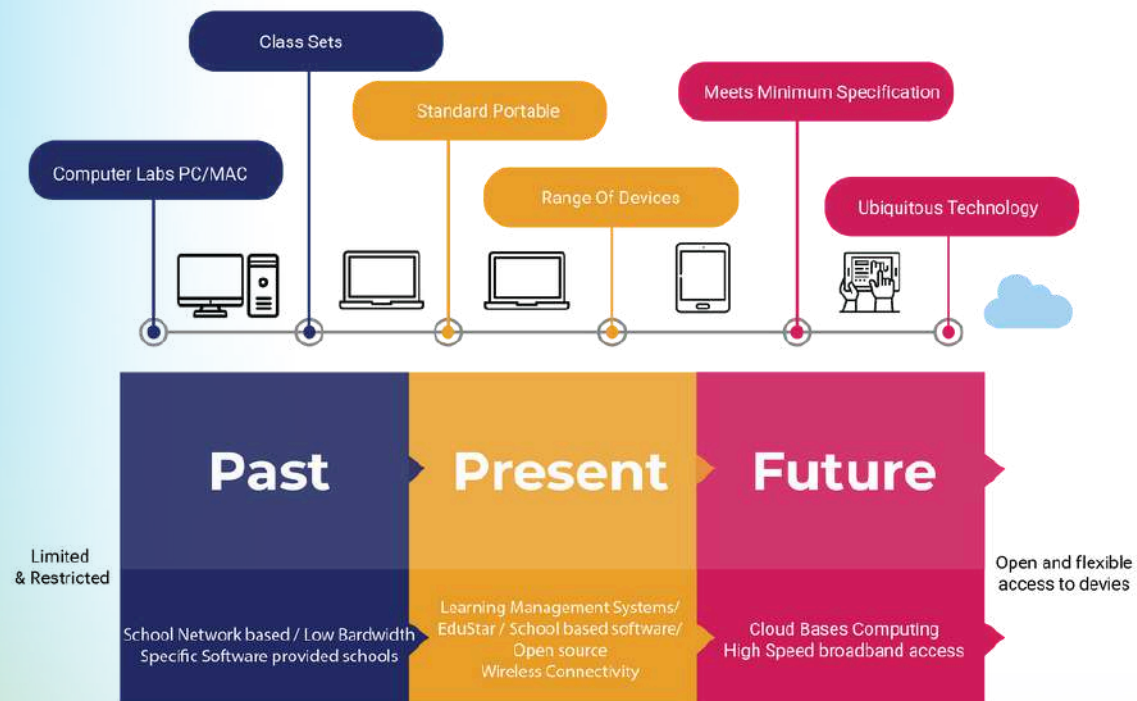 Class Sets
Standard Portable
Meets Minimum Specification
Computer Labs PC/MAC
Range Of Devices
Ubiquitous Technology
Past
Present
Future
Limited
& Restricted
Open and flexible
access to devies
School Network based / Low Bardwidth
Specific Software provided schools
Learning Management Systems/
EduStar / School based software/
Open source
Wireless Connectivity
Cloud Bases Computing
High Speed broadband access